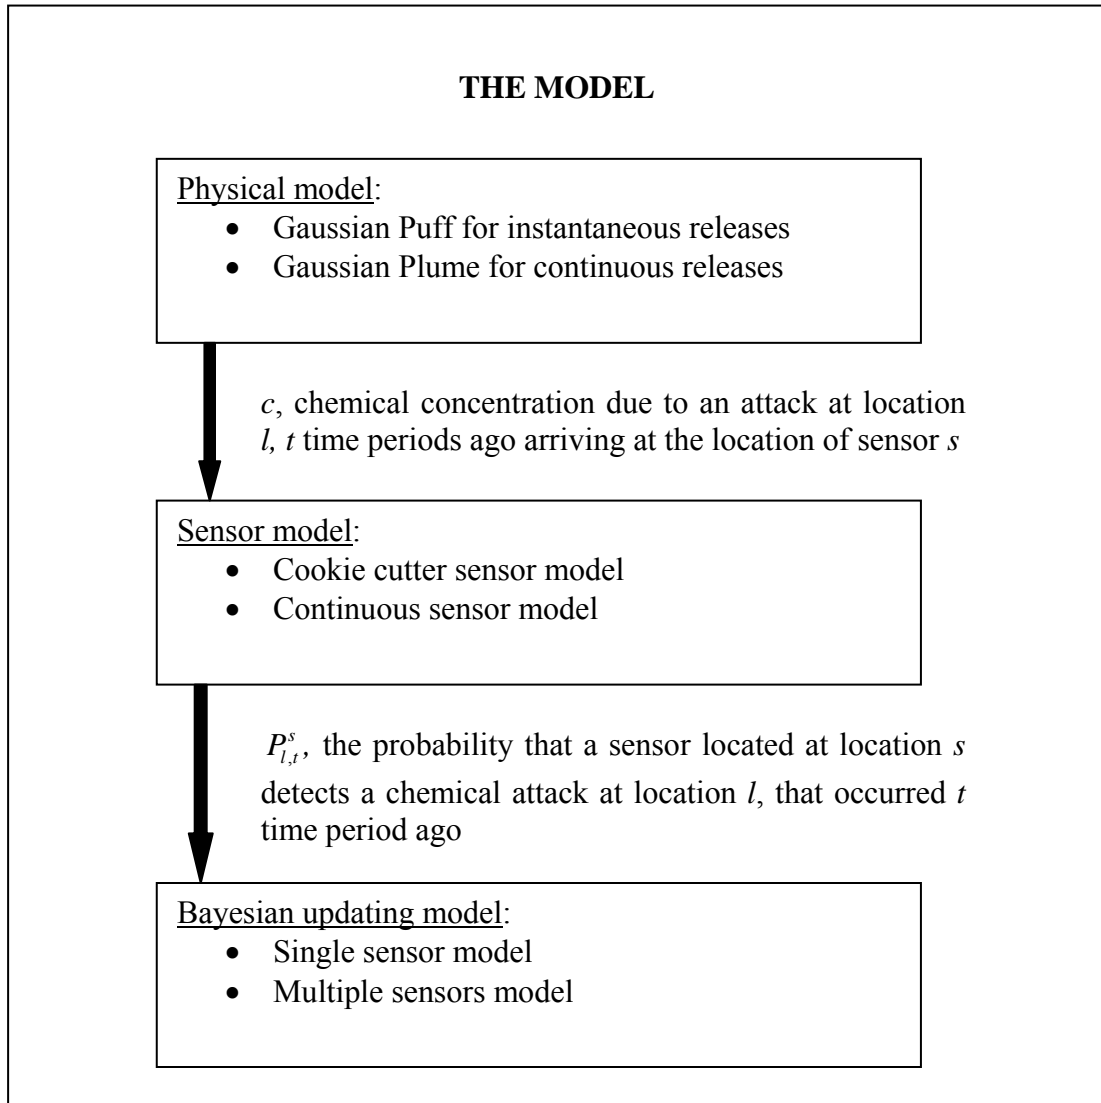 THE MODEL
Physical model:
• Gaussian Puff for instantaneous releases
• Gaussian Plume for continuous releases
c, chemical concentration due to an attack at location
l, t time periods ago arriving at the location of sensor s
Sensor model:
• Cookie cutter sensor model
• Continuous sensor model
P^s_{l,t}, the probability that a sensor located at location s
detects a chemical attack at location l, that occurred t
time period ago
Bayesian updating model:
• Single sensor model
• Multiple sensors model